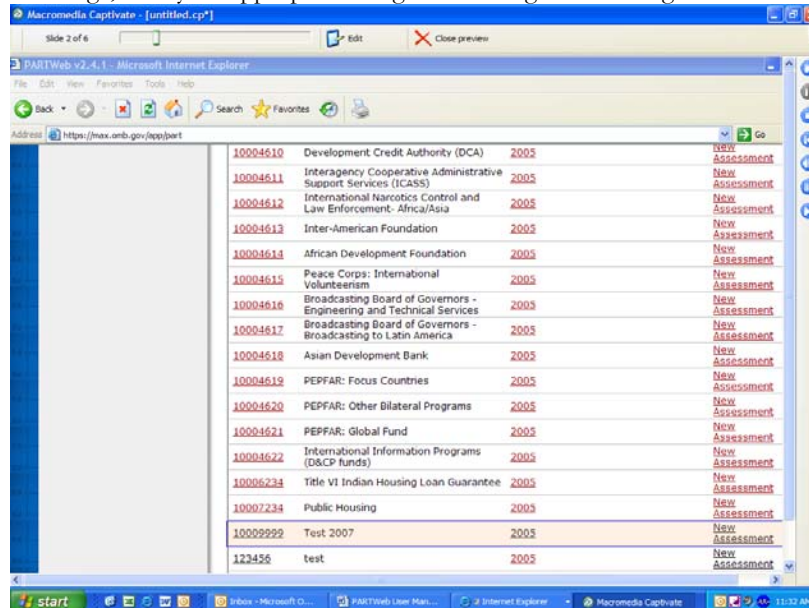 Macromedia Captivate - [untitled.cp*]
Slide 2 of 6 Edit Close preview
PARTWeb v2.4.1 - Microsoft Internet Explorer
File Edit View Favorites Tools Help
Back Search Favorites
Address https://max.omb.gov/app/part Go
10004610 Development Credit Authority (DCA) 2005 New Assessment
10004611 Interagency Cooperative Administrative Support Services (ICASS) 2005 New Assessment
10004612 International Narcotics Control and Law Enforcement- Africa/Asia 2005 New Assessment
10004613 Inter-American Foundation 2005 New Assessment
10004614 African Development Foundation 2005 New Assessment
10004615 Peace Corps: International Volunteerism 2005 New Assessment
10004616 Broadcasting Board of Governors - Engineering and Technical Services 2005 New Assessment
10004617 Broadcasting Board of Governors - Broadcasting to Latin America 2005 New Assessment
10004618 Asian Development Bank 2005 New Assessment
10004619 PEPFAR: Focus Countries 2005 New Assessment
10004620 PEPFAR: Other Bilateral Programs 2005 New Assessment
10004621 PEPFAR: Global Fund 2005 New Assessment
10004622 International Information Programs (D&CP funds) 2005 New Assessment
10006234 Title VI Indian Housing Loan Guarantee 2005 New Assessment
10007234 Public Housing 2005 New Assessment
10009999 Test 2007 2005 New Assessment
123456 test 2005 New Assessment
start Inbox - Microsoft O... PARTWeb User Man... 2 Internet Explorer Macromedia Captivate 11:32 AM